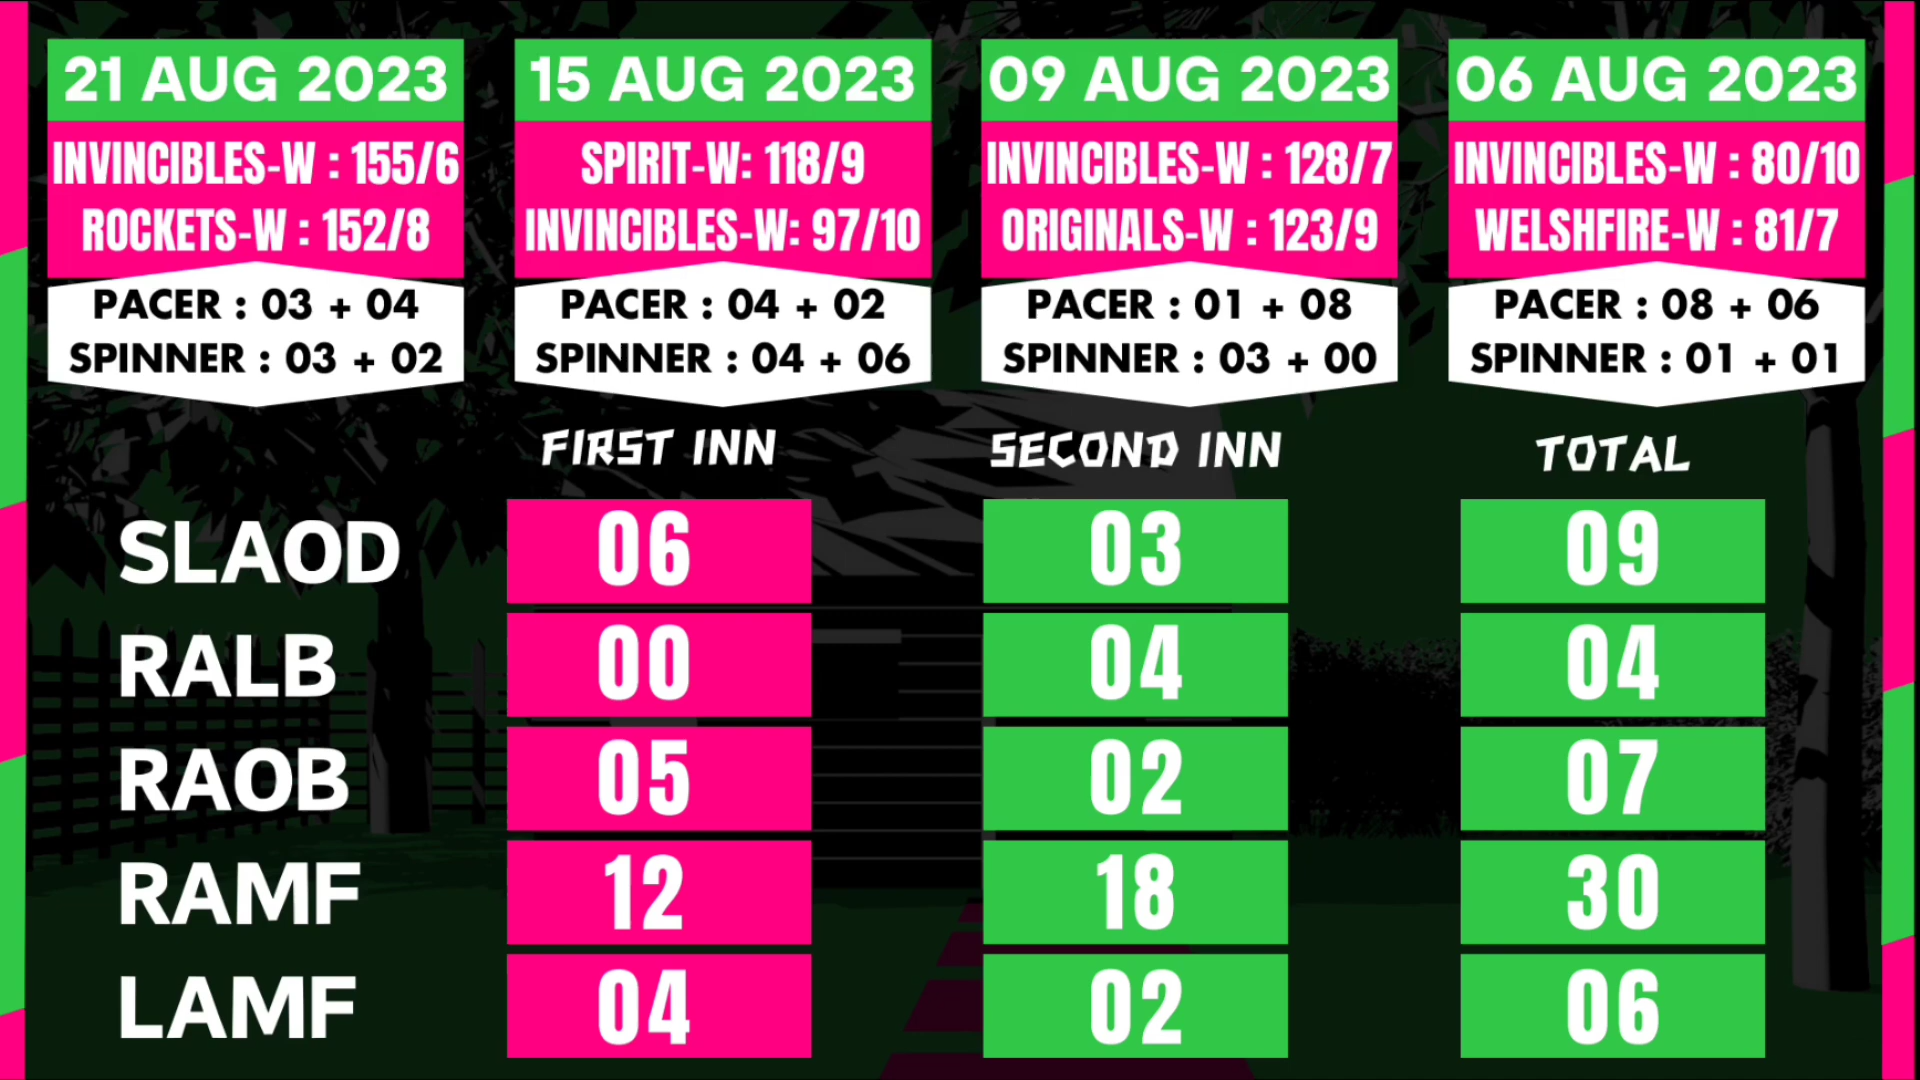 21 AUG 2023
INVINCIBLES-W : 155/6
ROCKETS-W : 152/8
PACER : 03 + 04
SPINNER : 03 + 02
15 AUG 2023
SPIRIT-W: 118/9
INVINCIBLES-W: 97/10
PACER : 04 + 02
SPINNER : 04 + 06
09 AUG 2023
INVINCIBLES-W : 128/7
ORIGINALS-W : 123/9
PACER : 01 + 08
SPINNER : 03 + 00
06 AUG 2023
INVINCIBLES-W : 80/10
WELSHFIRE-W : 81/7
PACER : 08 + 06
SPINNER : 01 + 01
FIRST INN SECOND INN TOTAL
SLAOD 06 03 09
RALB 00 04 04
RAOB 05 02 07
RAMF 12 18 30
LAMF 04 02 06